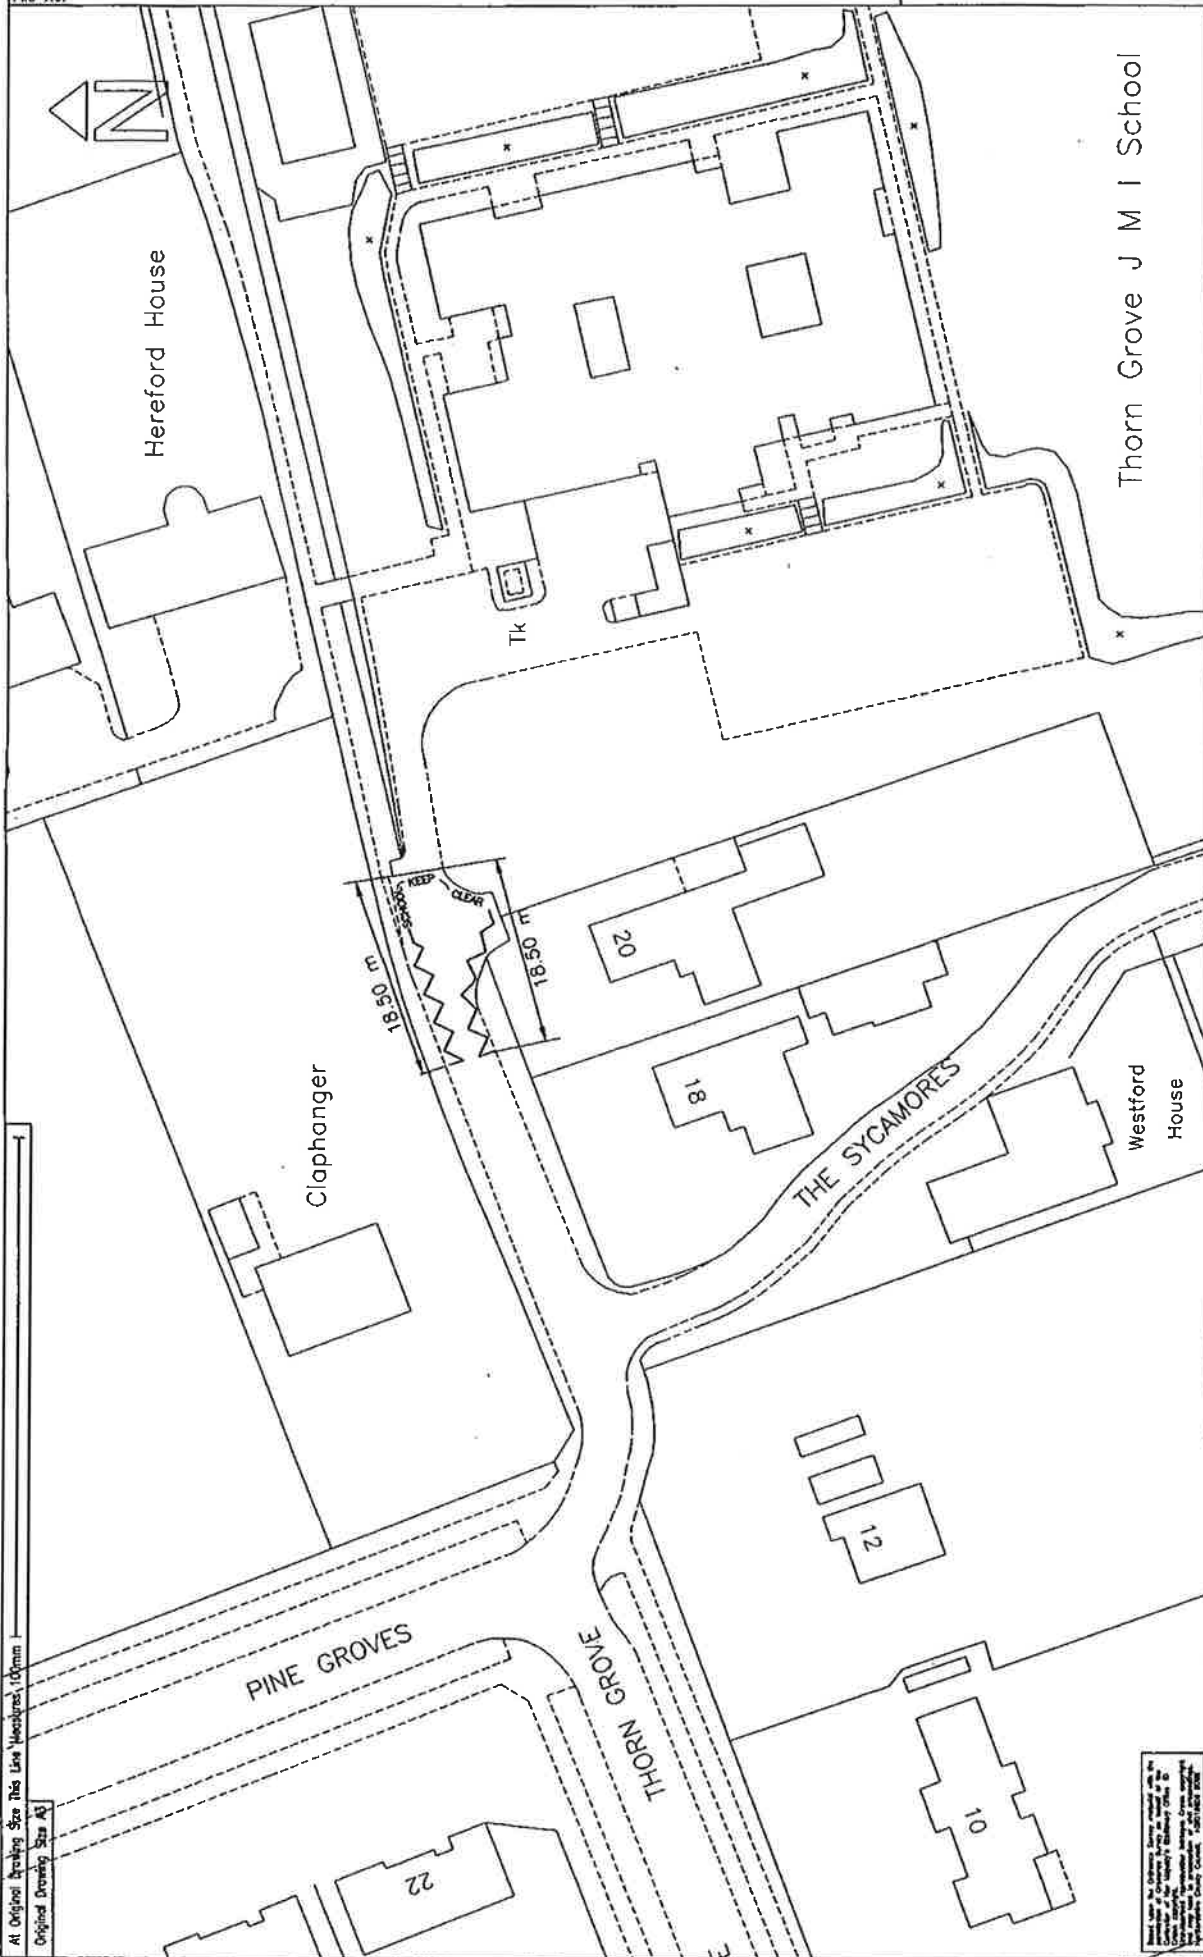 At Original Drawing Size This Line Measures 100mm
Original Drawing Size A3
N
Hereford House
Thorn Grove J M I School
Tk
SCHOOL
KEEP
CLEAR
18.50 m
18.50 m
Claphanger
20
18
THE SYCAMORES
Westford
House
PINE GROVES
THORN GROVE
12
10
22